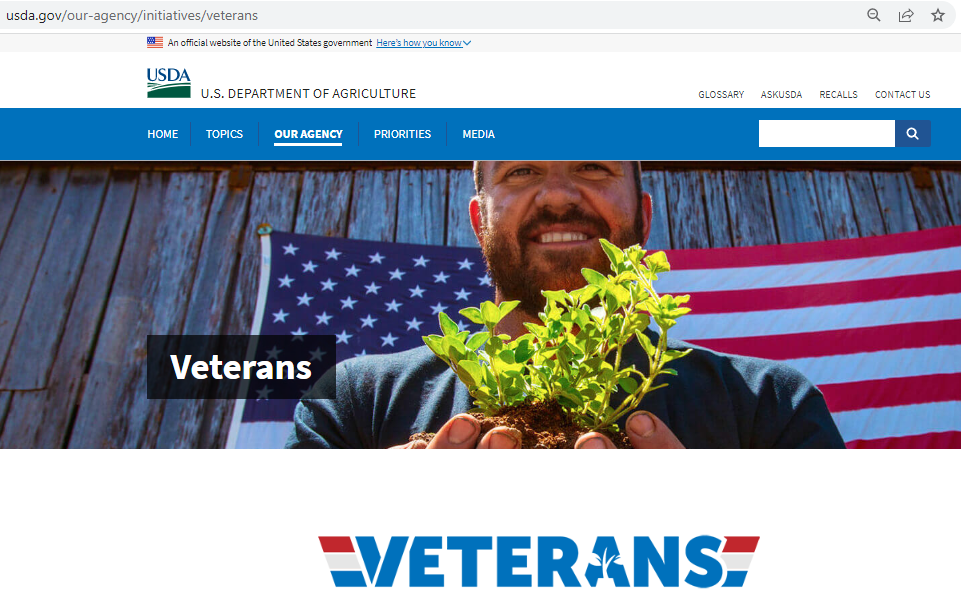 usda.gov/our-agency/initiatives/veterans
An official website of the United States government Here's how you know
USDA
U.S. DEPARTMENT OF AGRICULTURE
GLOSSARY ASKUSDA RECALLS CONTACT US
HOME TOPICS OUR AGENCY PRIORITIES MEDIA
Veterans
VETERANS